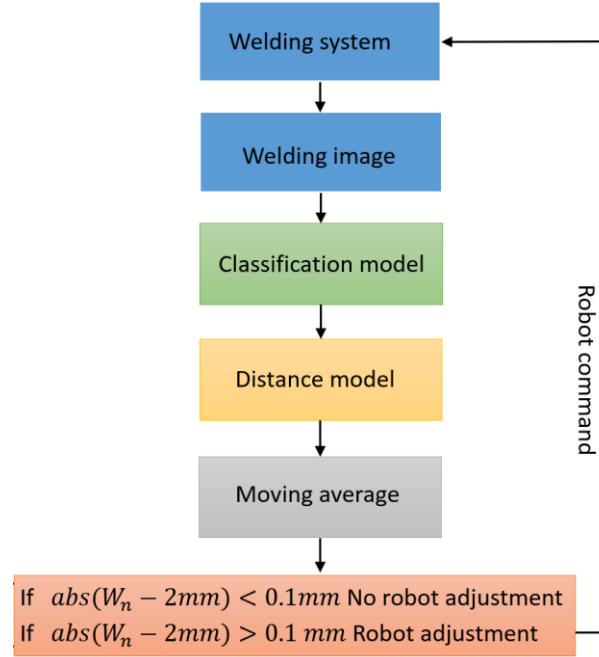 Welding system
Welding image
Classification model
Distance model
Moving average
If abs(Wₙ − 2mm) < 0.1mm No robot adjustment
If abs(Wₙ − 2mm) > 0.1 mm Robot adjustment
Robot command